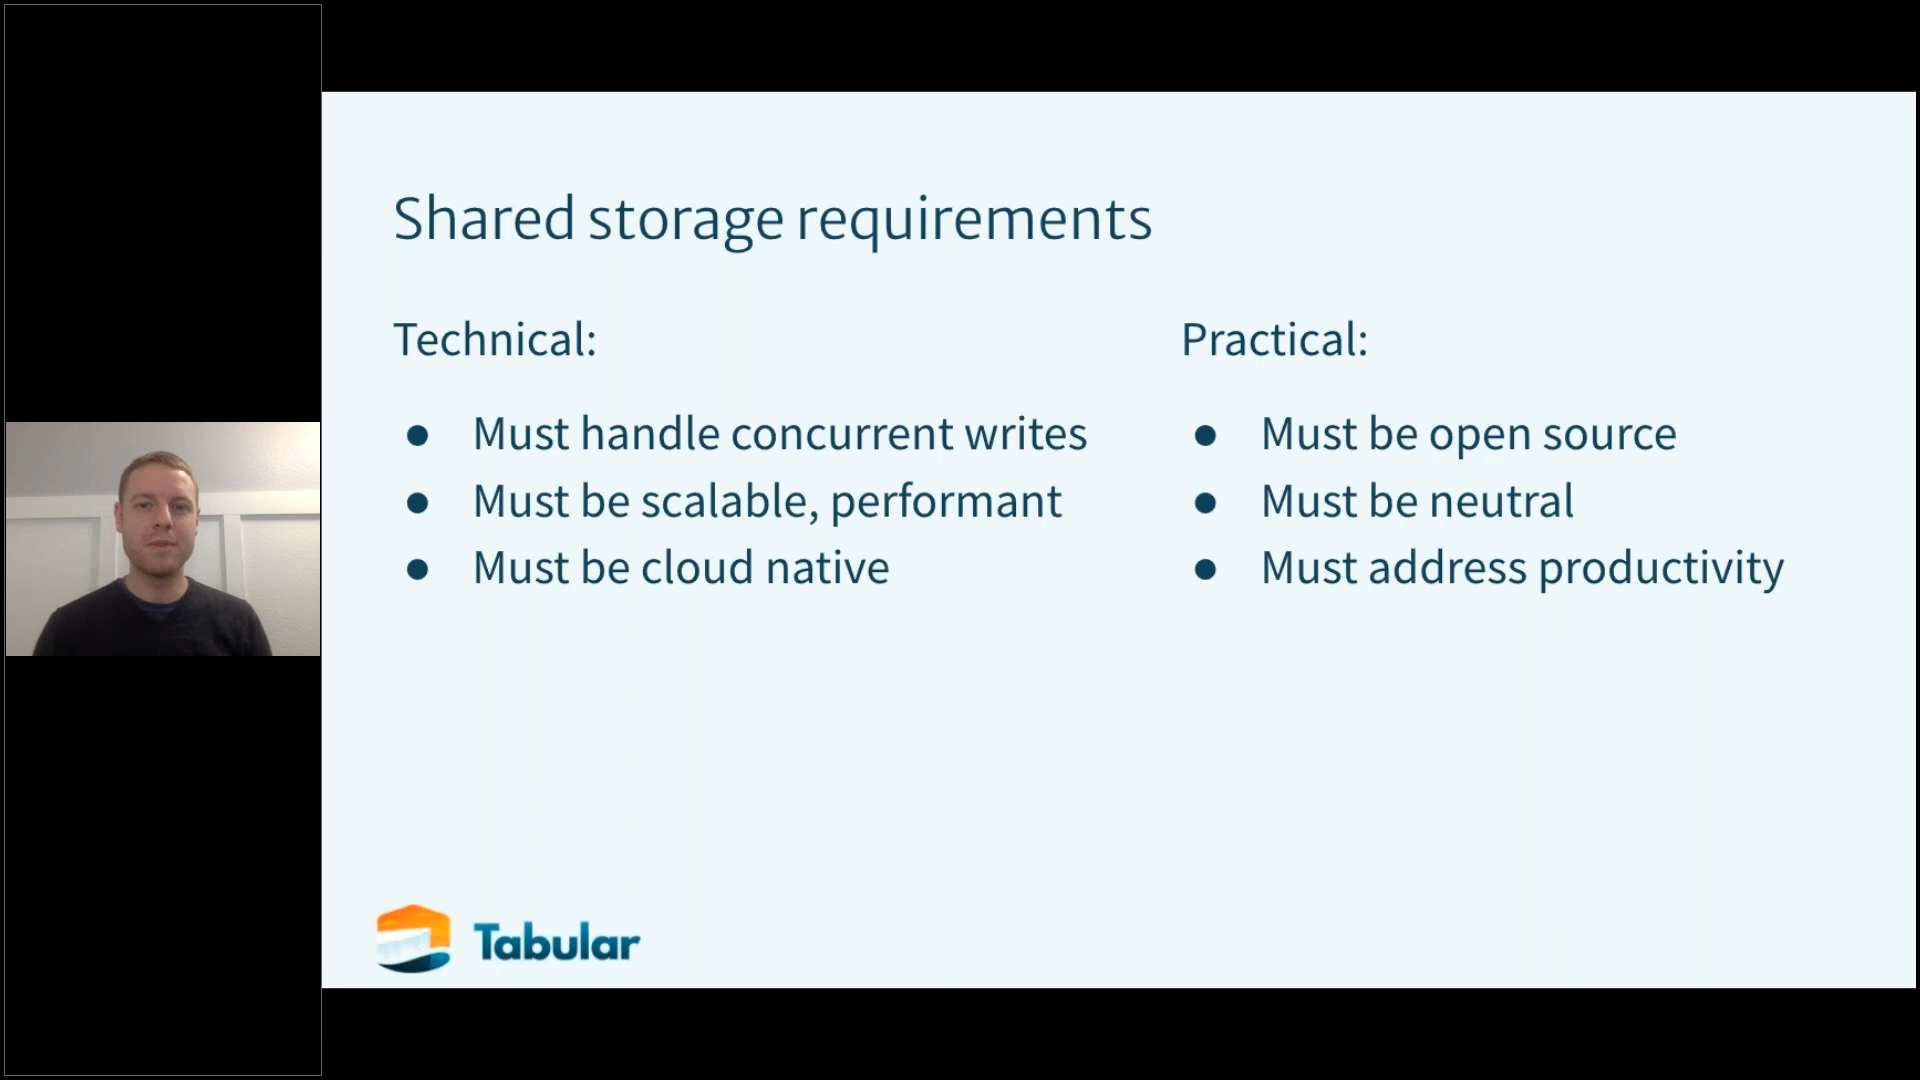 Shared storage requirements
Technical:
● Must handle concurrent writes
● Must be scalable, performant
● Must be cloud native
Practical:
● Must be open source
● Must be neutral
● Must address productivity
Tabular